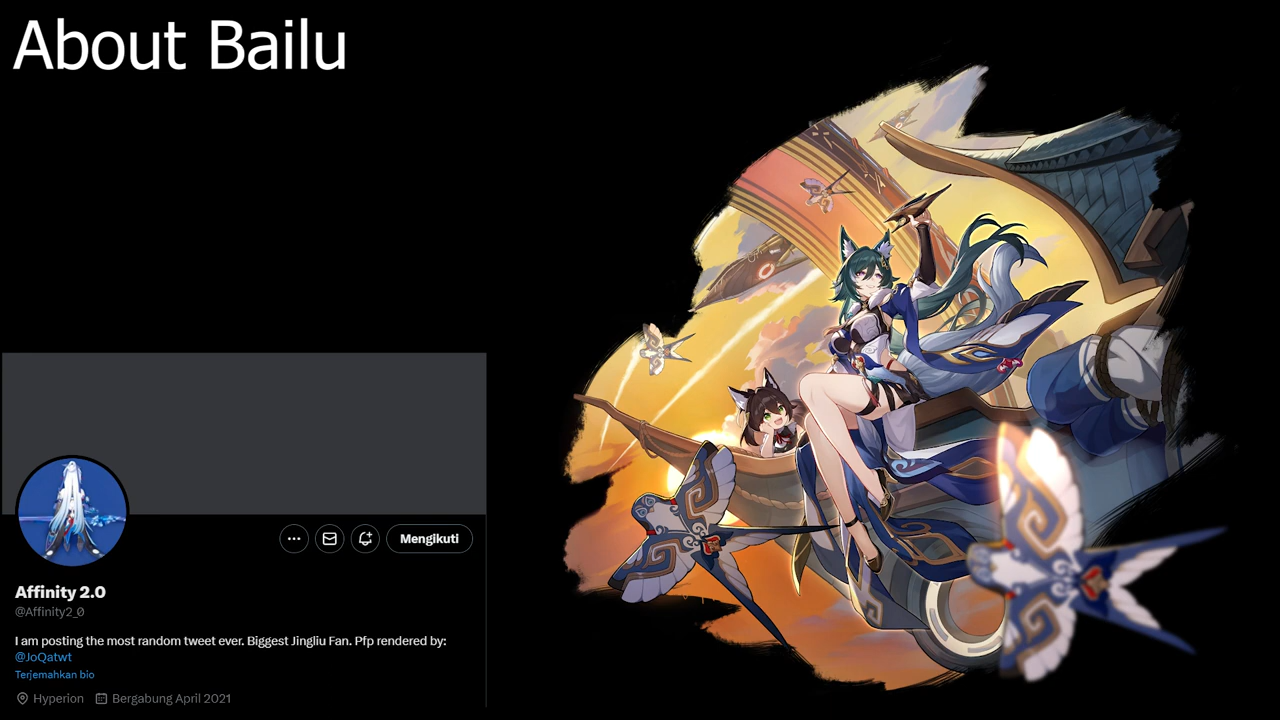 About Bailu
Mengikuti
Affinity 2.0
@Affinity2_0
I am posting the most random tweet ever. Biggest Jingliu Fan. Pfp rendered by:
@JoQatwt
Terjemahkan bio
Hyperion Bergabung April 2021